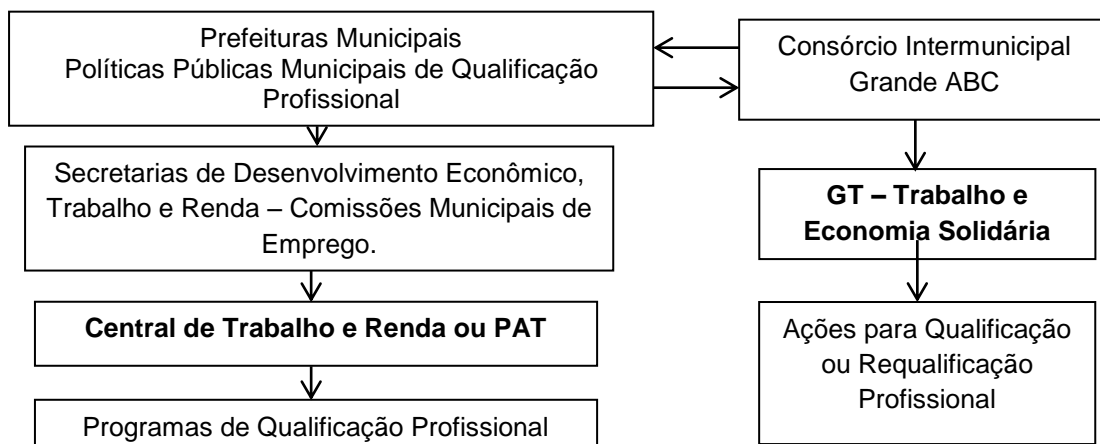 Prefeituras Municipais
Políticas Públicas Municipais de Qualificação
Profissional
Consórcio Intermunicipal
Grande ABC
Secretarias de Desenvolvimento Econômico,
Trabalho e Renda – Comissões Municipais de
Emprego.
GT – Trabalho e
Economia Solidária
Central de Trabalho e Renda ou PAT
Ações para Qualificação
ou Requalificação
Profissional
Programas de Qualificação Profissional